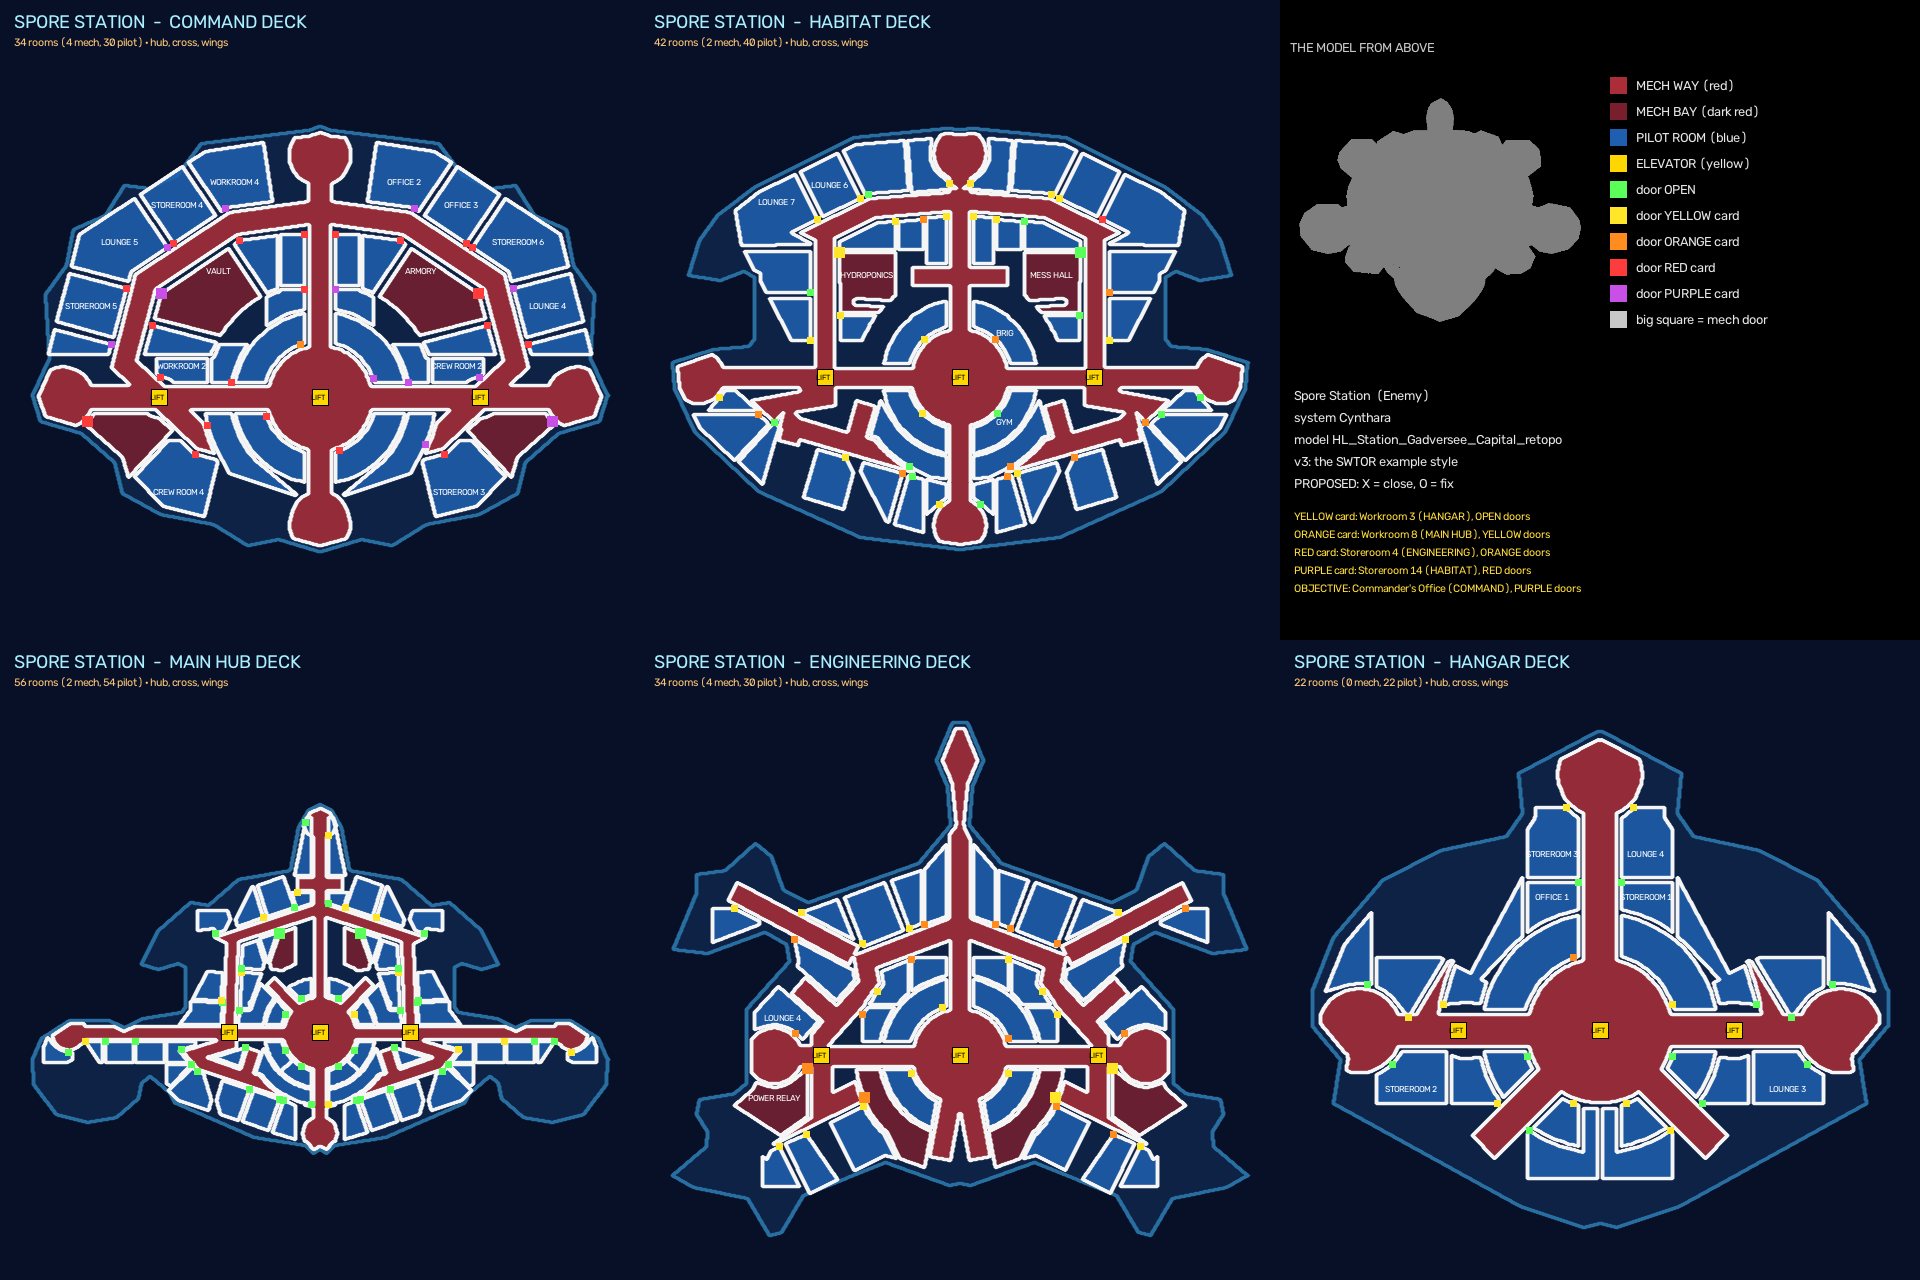 SPORE STATION - COMMAND DECK
34 rooms (4 mech, 30 pilot) • hub, cross, wings
WORKROOM 4
OFFICE 2
STOREROOM 4
OFFICE 3
LOUNGE 5
STOREROOM 6
VAULT
ARMORY
STOREROOM 5
LOUNGE 4
WORKROOM 2
CREW ROOM 2
LIFT
LIFT
LIFT
CREW ROOM 4
STOREROOM 3
SPORE STATION - HABITAT DECK
42 rooms (2 mech, 40 pilot) • hub, cross, wings
LOUNGE 6
LOUNGE 7
HYDROPONICS
MESS HALL
BRIG
LIFT
LIFT
LIFT
GYM
THE MODEL FROM ABOVE
MECH WAY (red)
MECH BAY (dark red)
PILOT ROOM (blue)
ELEVATOR (yellow)
door OPEN
door YELLOW card
door ORANGE card
door RED card
door PURPLE card
big square = mech door
Spore Station (Enemy)
system Cynthara
model HL_Station_Gadversee_Capital_retopo
v3: the SWTOR example style
PROPOSED: X = close, O = fix
YELLOW card: Workroom 3 (HANGAR), OPEN doors
ORANGE card: Workroom 8 (MAIN HUB), YELLOW doors
RED card: Storeroom 4 (ENGINEERING), ORANGE doors
PURPLE card: Storeroom 14 (HABITAT), RED doors
OBJECTIVE: Commander's Office (COMMAND), PURPLE doors
SPORE STATION - MAIN HUB DECK
56 rooms (2 mech, 54 pilot) • hub, cross, wings
LIFT
LIFT
LIFT
SPORE STATION - ENGINEERING DECK
34 rooms (4 mech, 30 pilot) • hub, cross, wings
LOUNGE 4
LIFT
LIFT
LIFT
POWER RELAY
SPORE STATION - HANGAR DECK
22 rooms (0 mech, 22 pilot) • hub, cross, wings
STOREROOM 3
LOUNGE 4
OFFICE 1
STOREROOM 1
LIFT
LIFT
LIFT
STOREROOM 2
LOUNGE 3